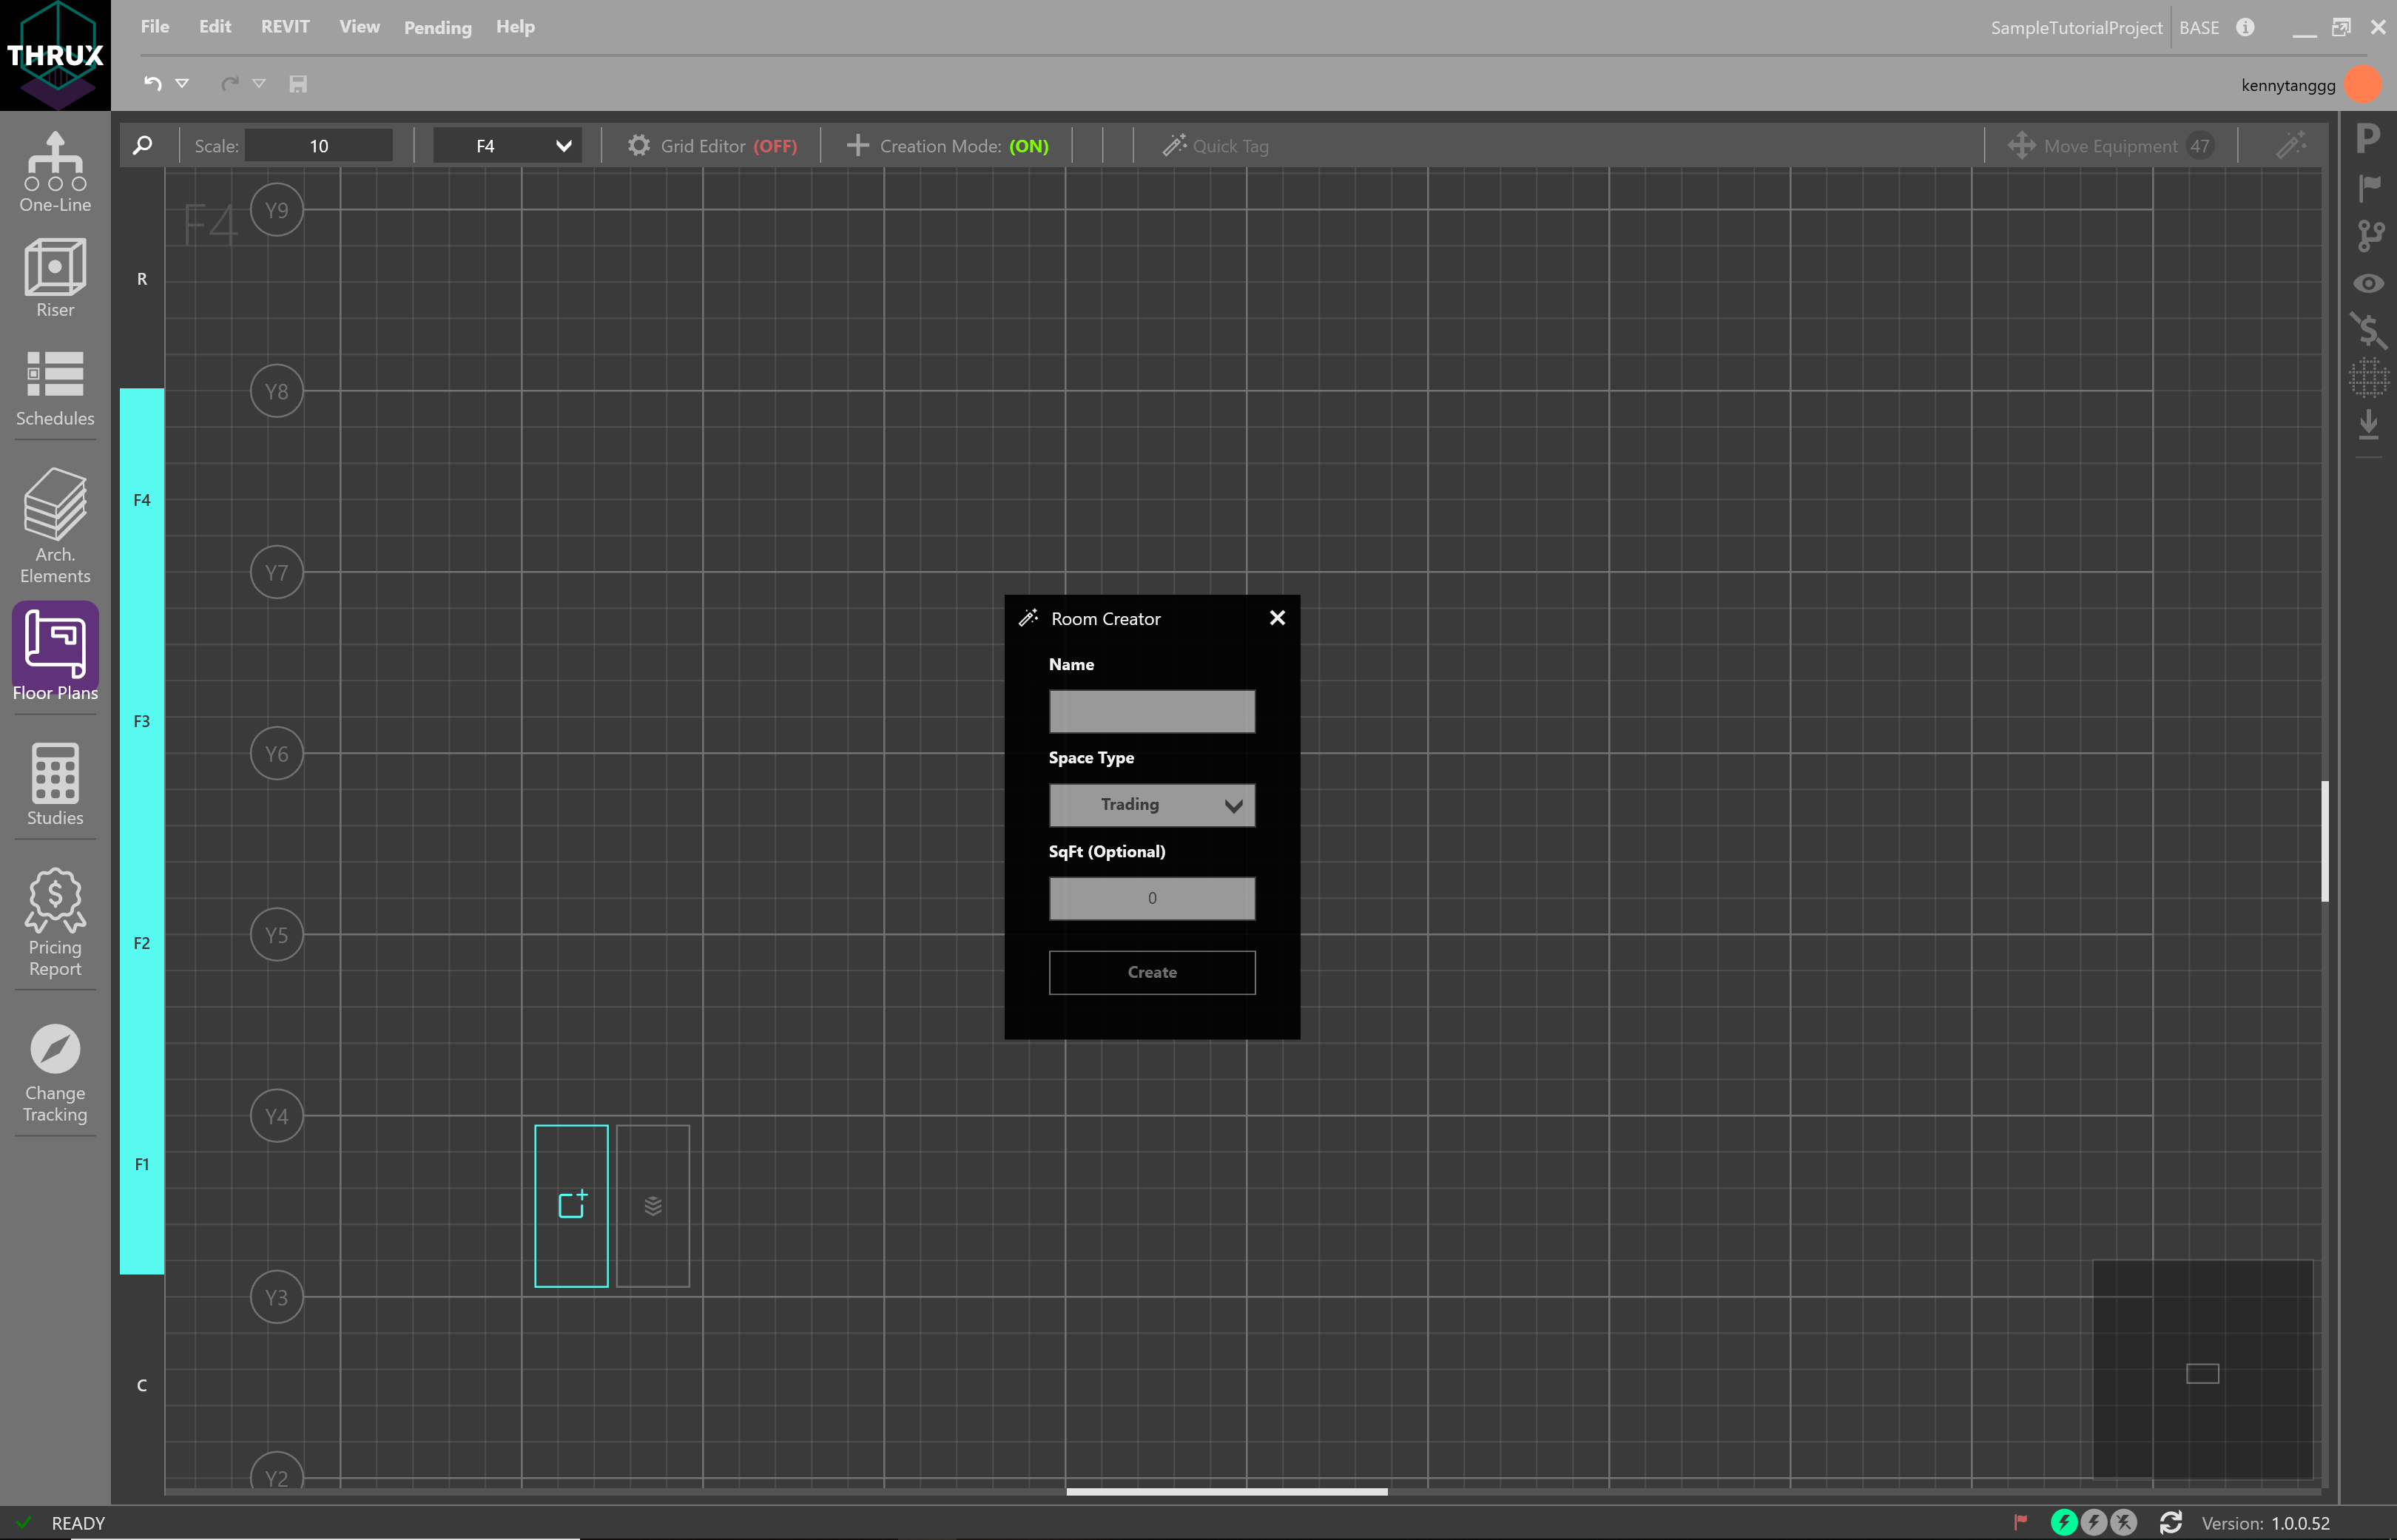 THRUX
File Edit REVIT View Pending Help
SampleTutorialProject BASE
kennytanggg
Scale: 10 F4 Grid Editor (OFF) Creation Mode: (ON) Quick Tag Move Equipment 47
P
One-Line
Riser
Schedules
Arch.
Elements
Floor Plans
Studies
Pricing
Report
Change
Tracking
R
F4
F3
F2
F1
C
F4
Y9
Y8
Y7
Y6
Y5
Y4
Y3
Y2
Room Creator
Name
Space Type
Trading
SqFt (Optional)
0
Create
READY
Version: 1.0.0.52